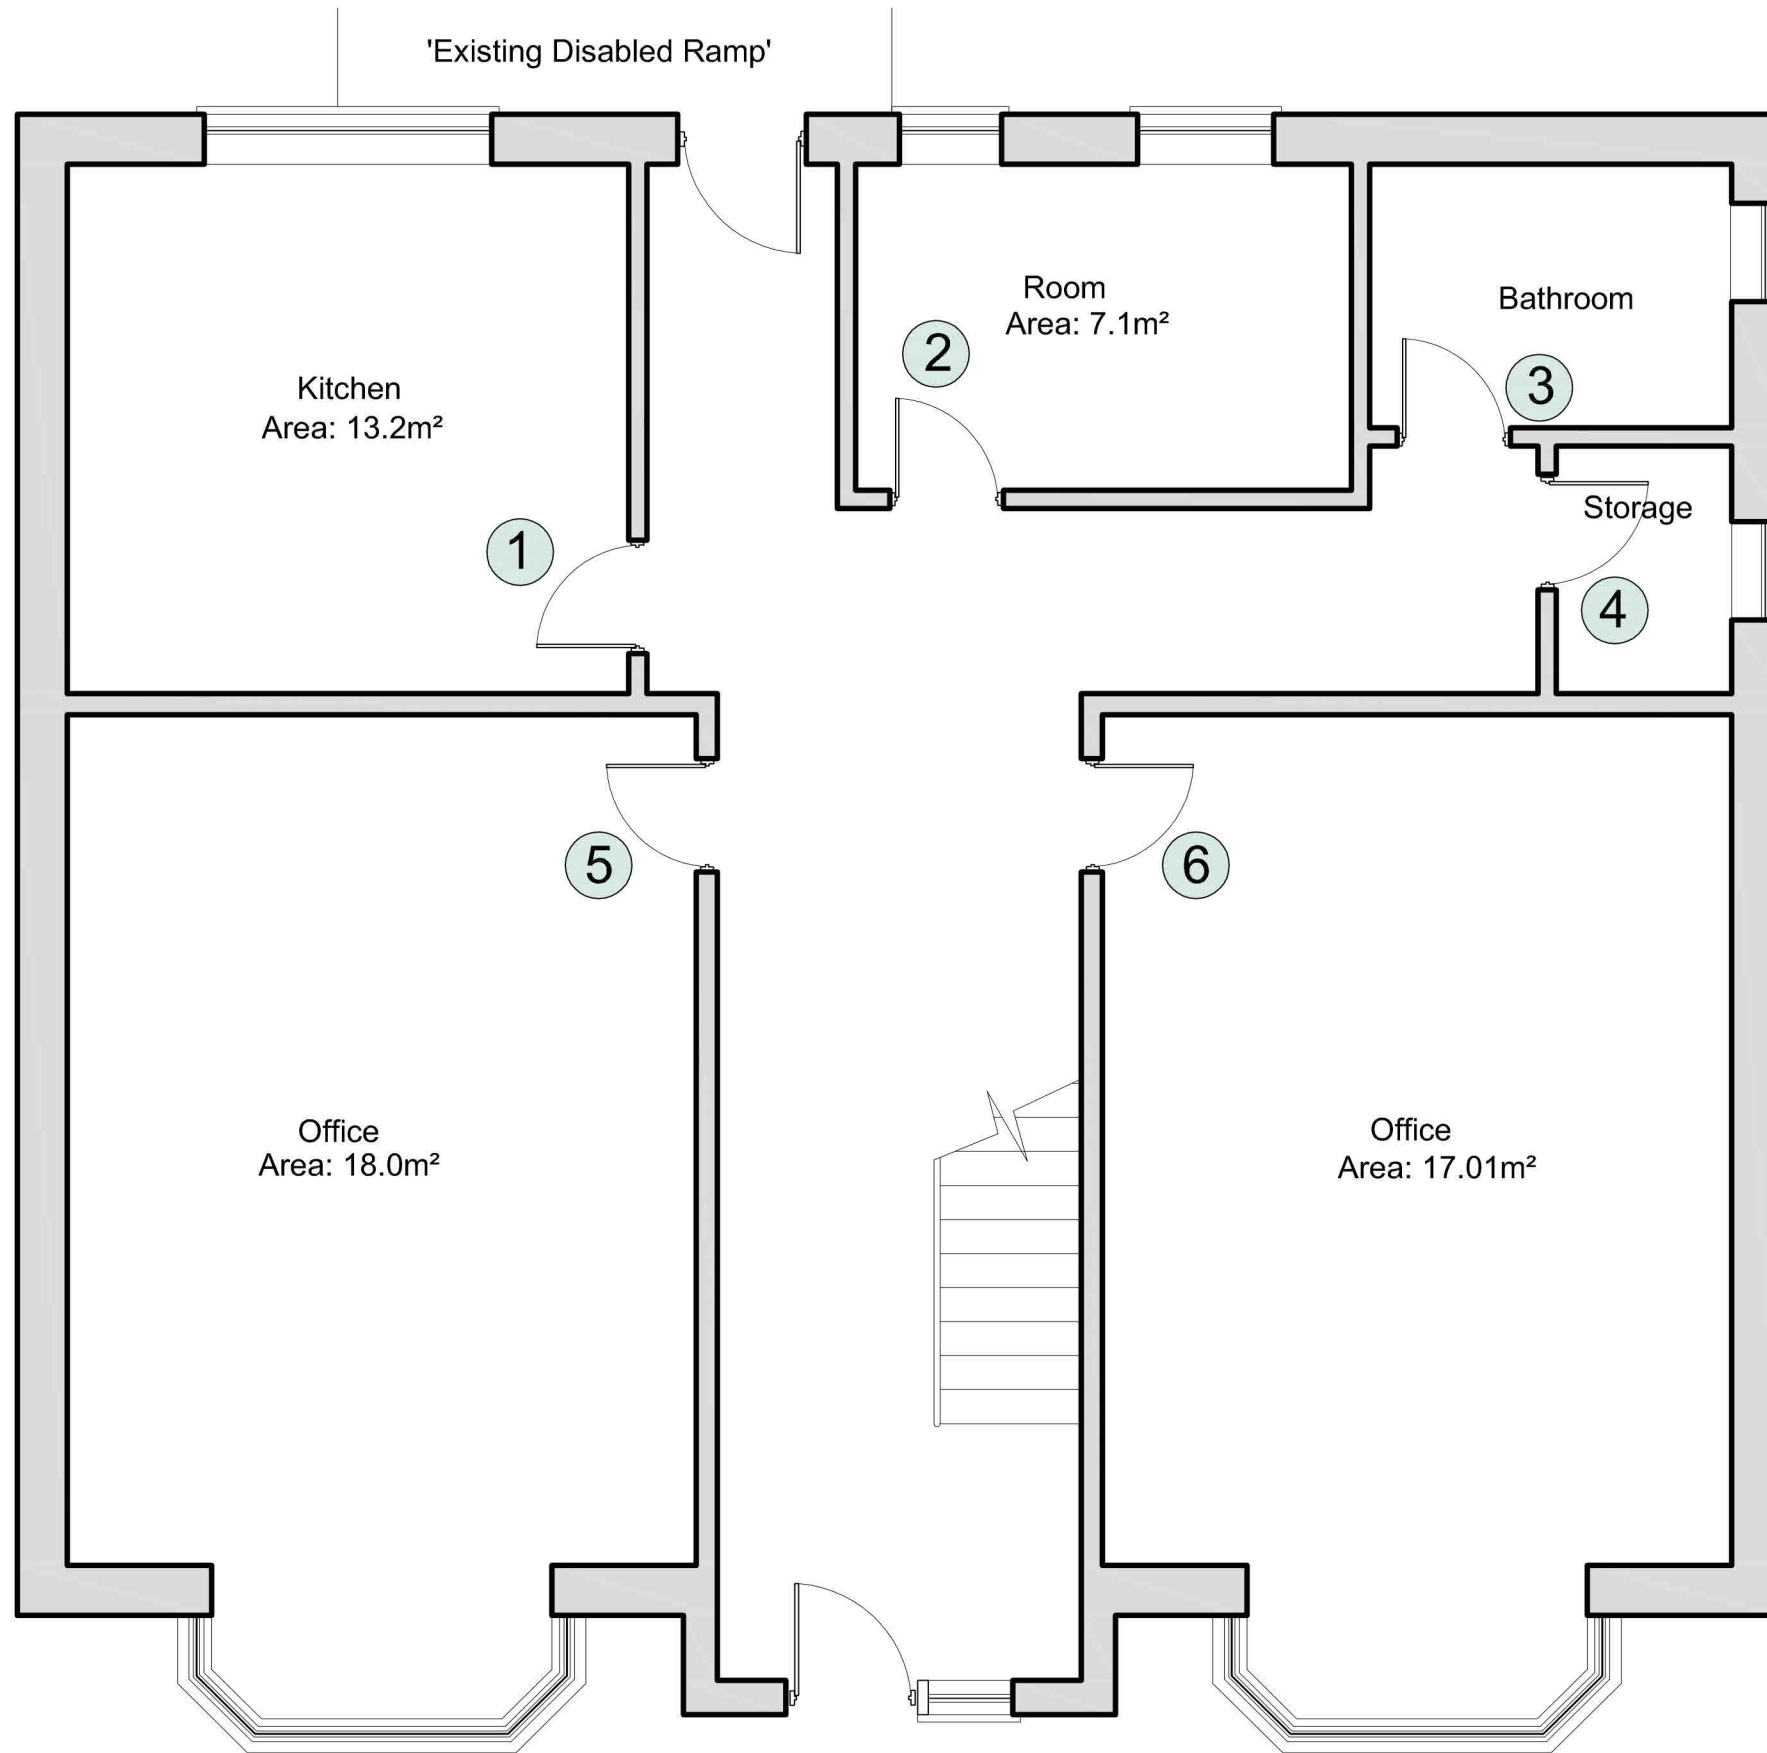 'Existing Disabled Ramp'
Room
Area: 7.1m²
Bathroom
2
3
Kitchen
Area: 13.2m²
Storage
1
4
5
6
Office
Area: 18.0m²
Office
Area: 17.01m²